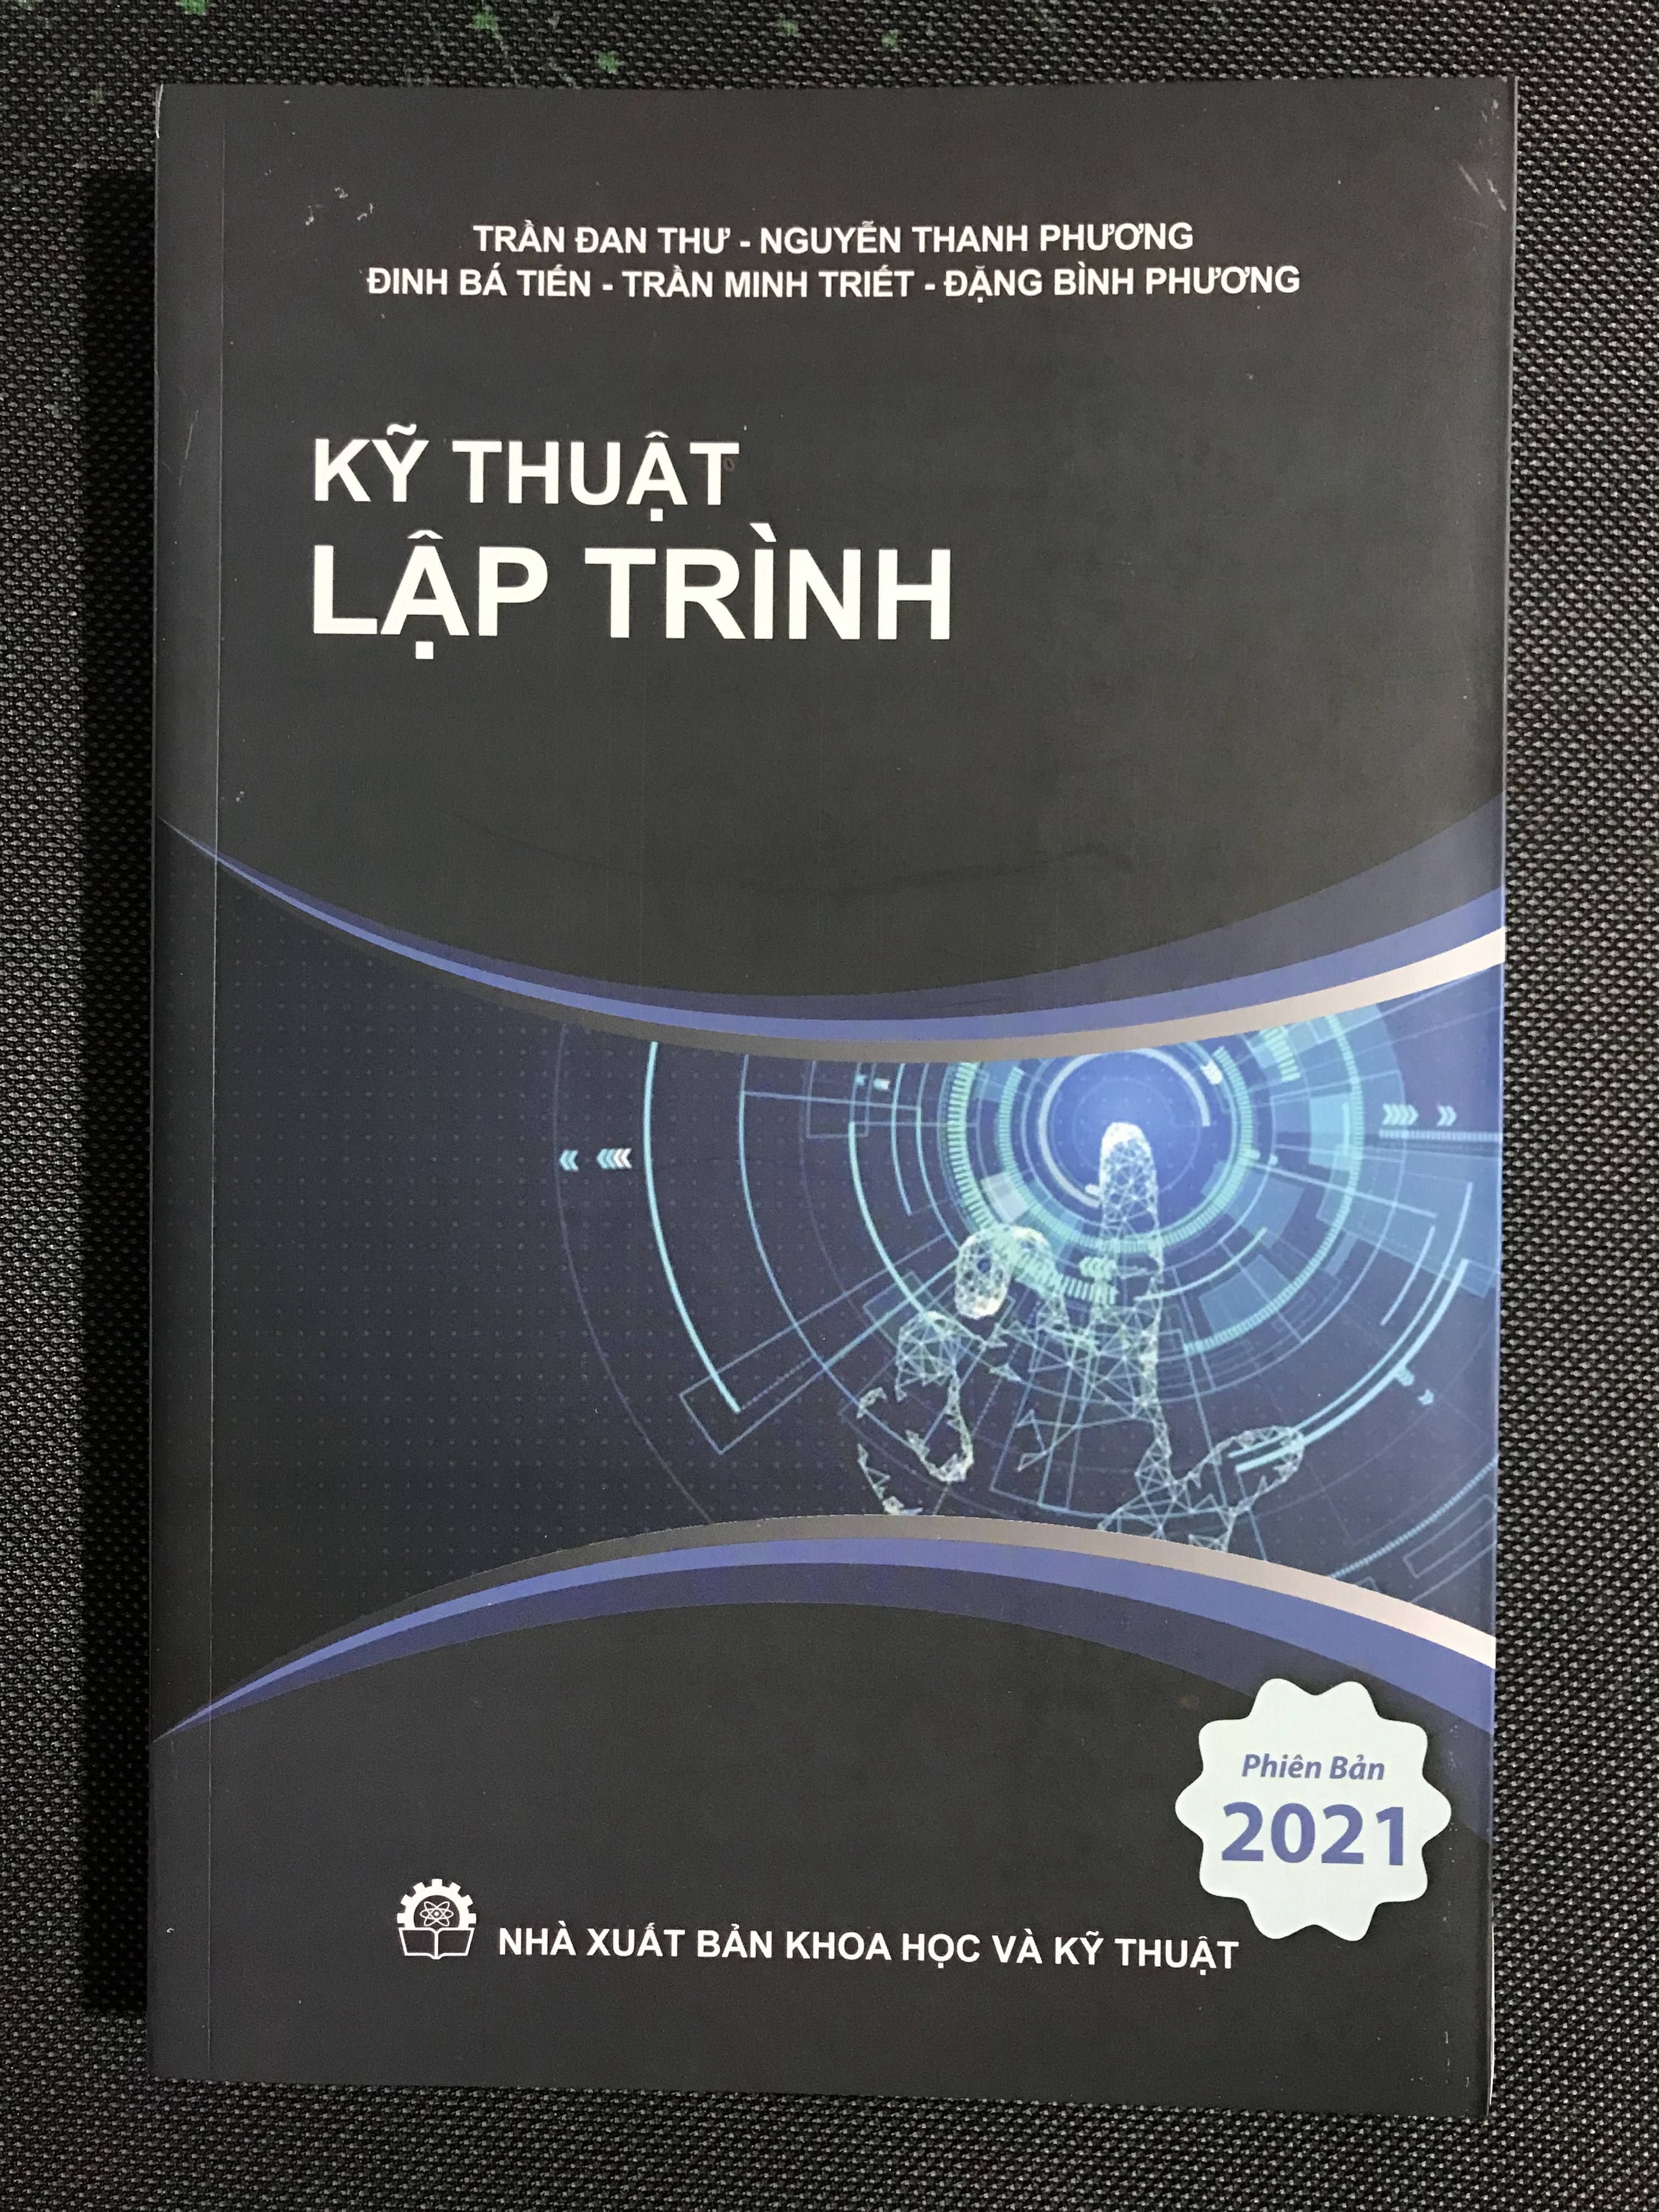 TRẦN ĐAN THƯ - NGUYỄN THANH PHƯƠNG
ĐINH BÁ TIẾN - TRẦN MINH TRIẾT - ĐẶNG BÌNH PHƯƠNG
KỸ THUẬT
LẬP TRÌNH
Phiên Bản
2021
NHÀ XUẤT BẢN KHOA HỌC VÀ KỸ THUẬT